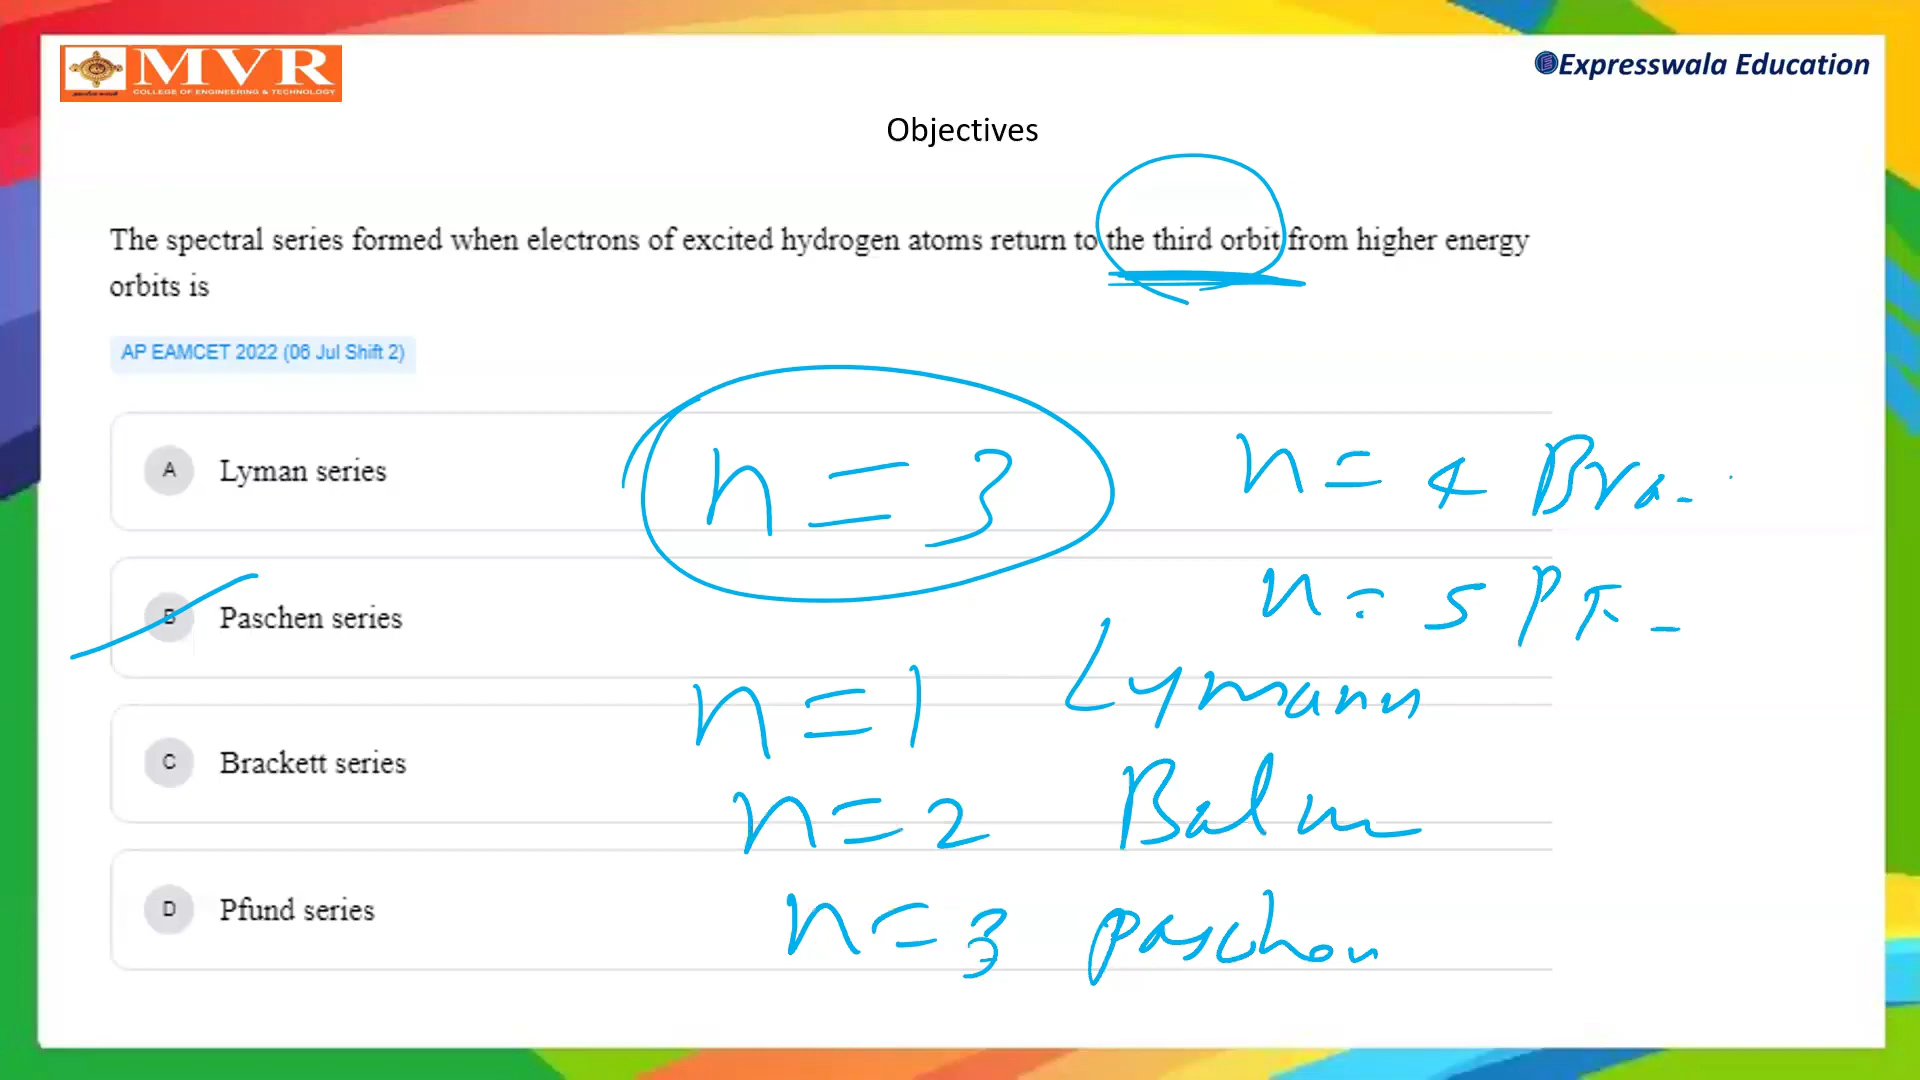 MVR
COLLEGE OF ENGINEERING & TECHNOLOGY
Expresswala Education
Objectives
The spectral series formed when electrons of excited hydrogen atoms return to the third orbit from higher energy
orbits is
AP EAMCET 2022 (06 Jul Shift 2)
A Lyman series
n = 3
n = 4 Bra-
B Paschen series
n = 5 Pf -
n = 1 Lymann
C Brackett series
n = 2
n = 3 paschen
D Pfund series